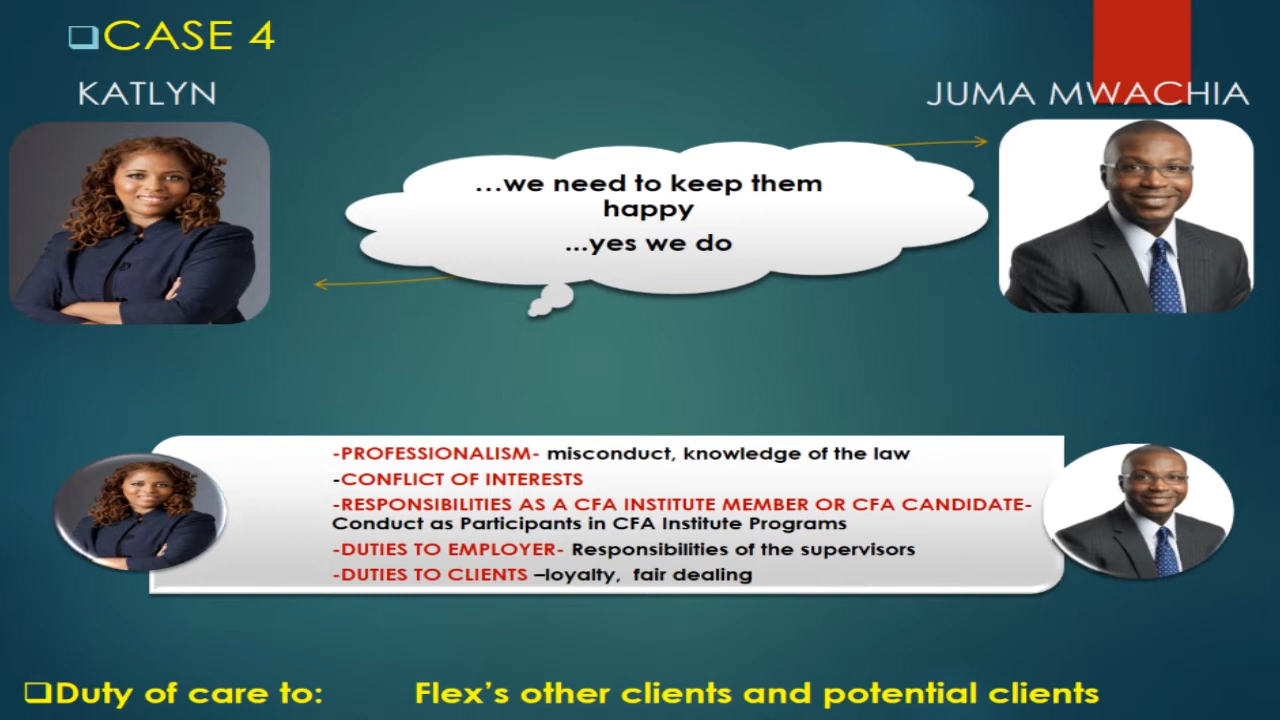 ❑CASE 4
KATLYN
JUMA MWACHIA
...we need to keep them
happy
...yes we do
-PROFESSIONALISM- misconduct, knowledge of the law
-CONFLICT OF INTERESTS
-RESPONSIBILITIES AS A CFA INSTITUTE MEMBER OR CFA CANDIDATE-
Conduct as Participants in CFA Institute Programs
-DUTIES TO EMPLOYER- Responsibilities of the supervisors
-DUTIES TO CLIENTS –loyalty, fair dealing
❑Duty of care to: Flex's other clients and potential clients